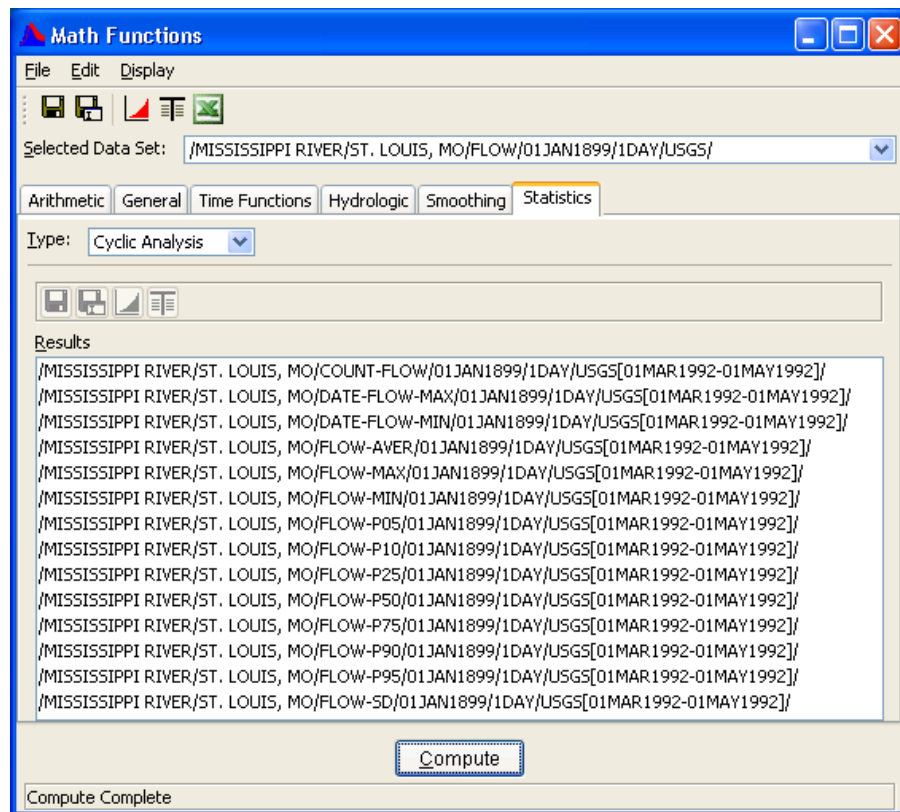 Math Functions
File Edit Display
Selected Data Set: /MISSISSIPPI RIVER/ST. LOUIS, MO/FLOW/01JAN1899/1DAY/USGS/
Arithmetic General Time Functions Hydrologic Smoothing Statistics
Type: Cyclic Analysis
Results
/MISSISSIPPI RIVER/ST. LOUIS, MO/COUNT-FLOW/01JAN1899/1DAY/USGS[01MAR1992-01MAY1992]/
/MISSISSIPPI RIVER/ST. LOUIS, MO/DATE-FLOW-MAX/01JAN1899/1DAY/USGS[01MAR1992-01MAY1992]/
/MISSISSIPPI RIVER/ST. LOUIS, MO/DATE-FLOW-MIN/01JAN1899/1DAY/USGS[01MAR1992-01MAY1992]/
/MISSISSIPPI RIVER/ST. LOUIS, MO/FLOW-AVER/01JAN1899/1DAY/USGS[01MAR1992-01MAY1992]/
/MISSISSIPPI RIVER/ST. LOUIS, MO/FLOW-MAX/01JAN1899/1DAY/USGS[01MAR1992-01MAY1992]/
/MISSISSIPPI RIVER/ST. LOUIS, MO/FLOW-MIN/01JAN1899/1DAY/USGS[01MAR1992-01MAY1992]/
/MISSISSIPPI RIVER/ST. LOUIS, MO/FLOW-P05/01JAN1899/1DAY/USGS[01MAR1992-01MAY1992]/
/MISSISSIPPI RIVER/ST. LOUIS, MO/FLOW-P10/01JAN1899/1DAY/USGS[01MAR1992-01MAY1992]/
/MISSISSIPPI RIVER/ST. LOUIS, MO/FLOW-P25/01JAN1899/1DAY/USGS[01MAR1992-01MAY1992]/
/MISSISSIPPI RIVER/ST. LOUIS, MO/FLOW-P50/01JAN1899/1DAY/USGS[01MAR1992-01MAY1992]/
/MISSISSIPPI RIVER/ST. LOUIS, MO/FLOW-P75/01JAN1899/1DAY/USGS[01MAR1992-01MAY1992]/
/MISSISSIPPI RIVER/ST. LOUIS, MO/FLOW-P90/01JAN1899/1DAY/USGS[01MAR1992-01MAY1992]/
/MISSISSIPPI RIVER/ST. LOUIS, MO/FLOW-P95/01JAN1899/1DAY/USGS[01MAR1992-01MAY1992]/
/MISSISSIPPI RIVER/ST. LOUIS, MO/FLOW-SD/01JAN1899/1DAY/USGS[01MAR1992-01MAY1992]/
Compute
Compute Complete